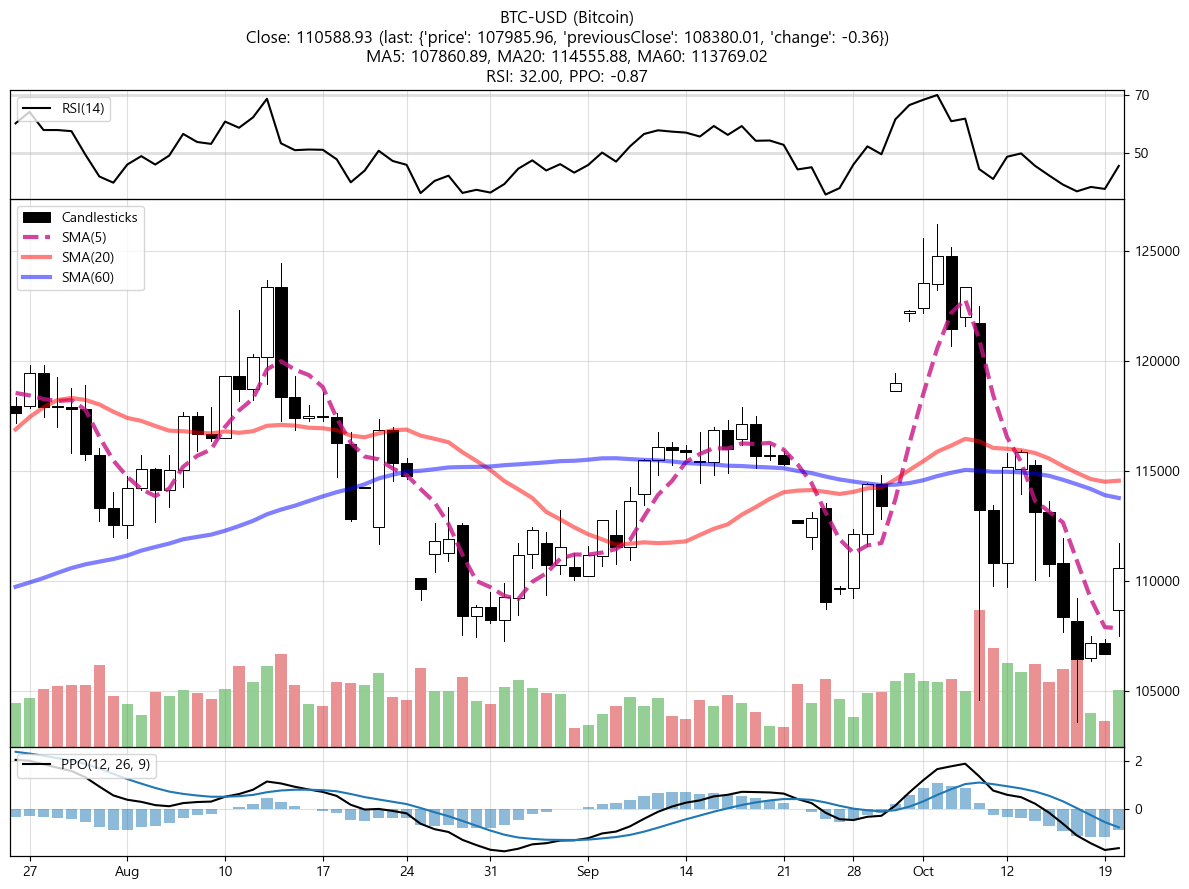 BTC-USD (Bitcoin)
Close: 110588.93 (last: {'price': 107985.96, 'previousClose': 108380.01, 'change': -0.36})
MA5: 107860.89, MA20: 114555.88, MA60: 113769.02
RSI: 32.00, PPO: -0.87
RSI(14)
70
50
Candlesticks
SMA(5)
SMA(20)
SMA(60)
125000
120000
115000
110000
105000
PPO(12, 26, 9)
2
0
27 Aug 10 17 24 31 Sep 14 21 28 Oct 12 19